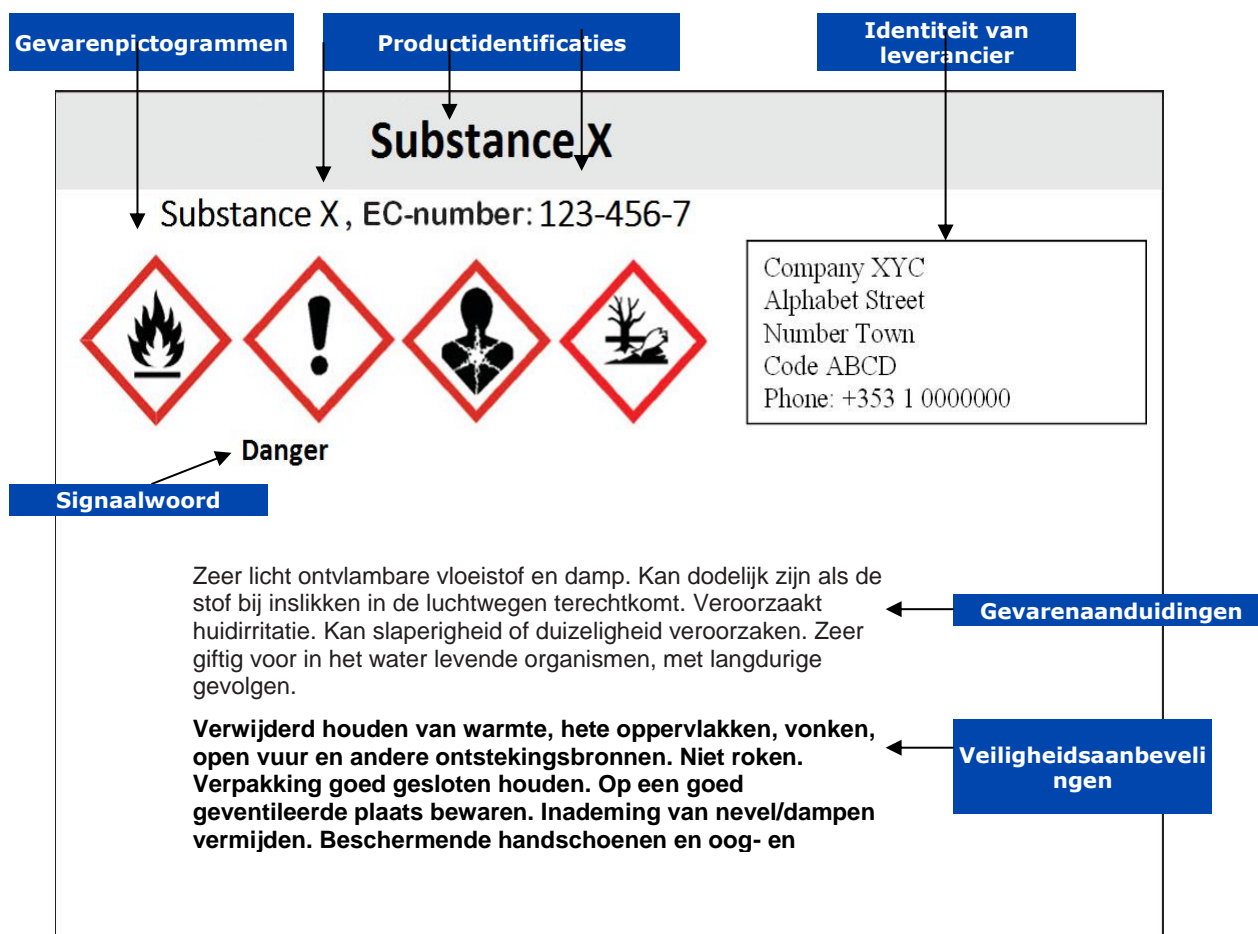 Gevarenpictogrammen
Productidentificaties
Identiteit van
leverancier
Substance X
Substance X , EC-number: 123-456-7
Company XYC
Alphabet Street
Number Town
Code ABCD
Phone: +353 1 0000000
Danger
Signaalwoord
Zeer licht ontvlambare vloeistof en damp. Kan dodelijk zijn als de
stof bij inslikken in de luchtwegen terechtkomt. Veroorzaakt
huidirritatie. Kan slaperigheid of duizeligheid veroorzaken. Zeer
giftig voor in het water levende organismen, met langdurige
gevolgen.
Gevarenaanduidingen
Verwijderd houden van warmte, hete oppervlakken, vonken,
open vuur en andere ontstekingsbronnen. Niet roken.
Verpakking goed gesloten houden. Op een goed
geventileerde plaats bewaren. Inademing van nevel/dampen
vermijden. Beschermende handschoenen en oog- en
Veiligheidsaanbeveli
ngen